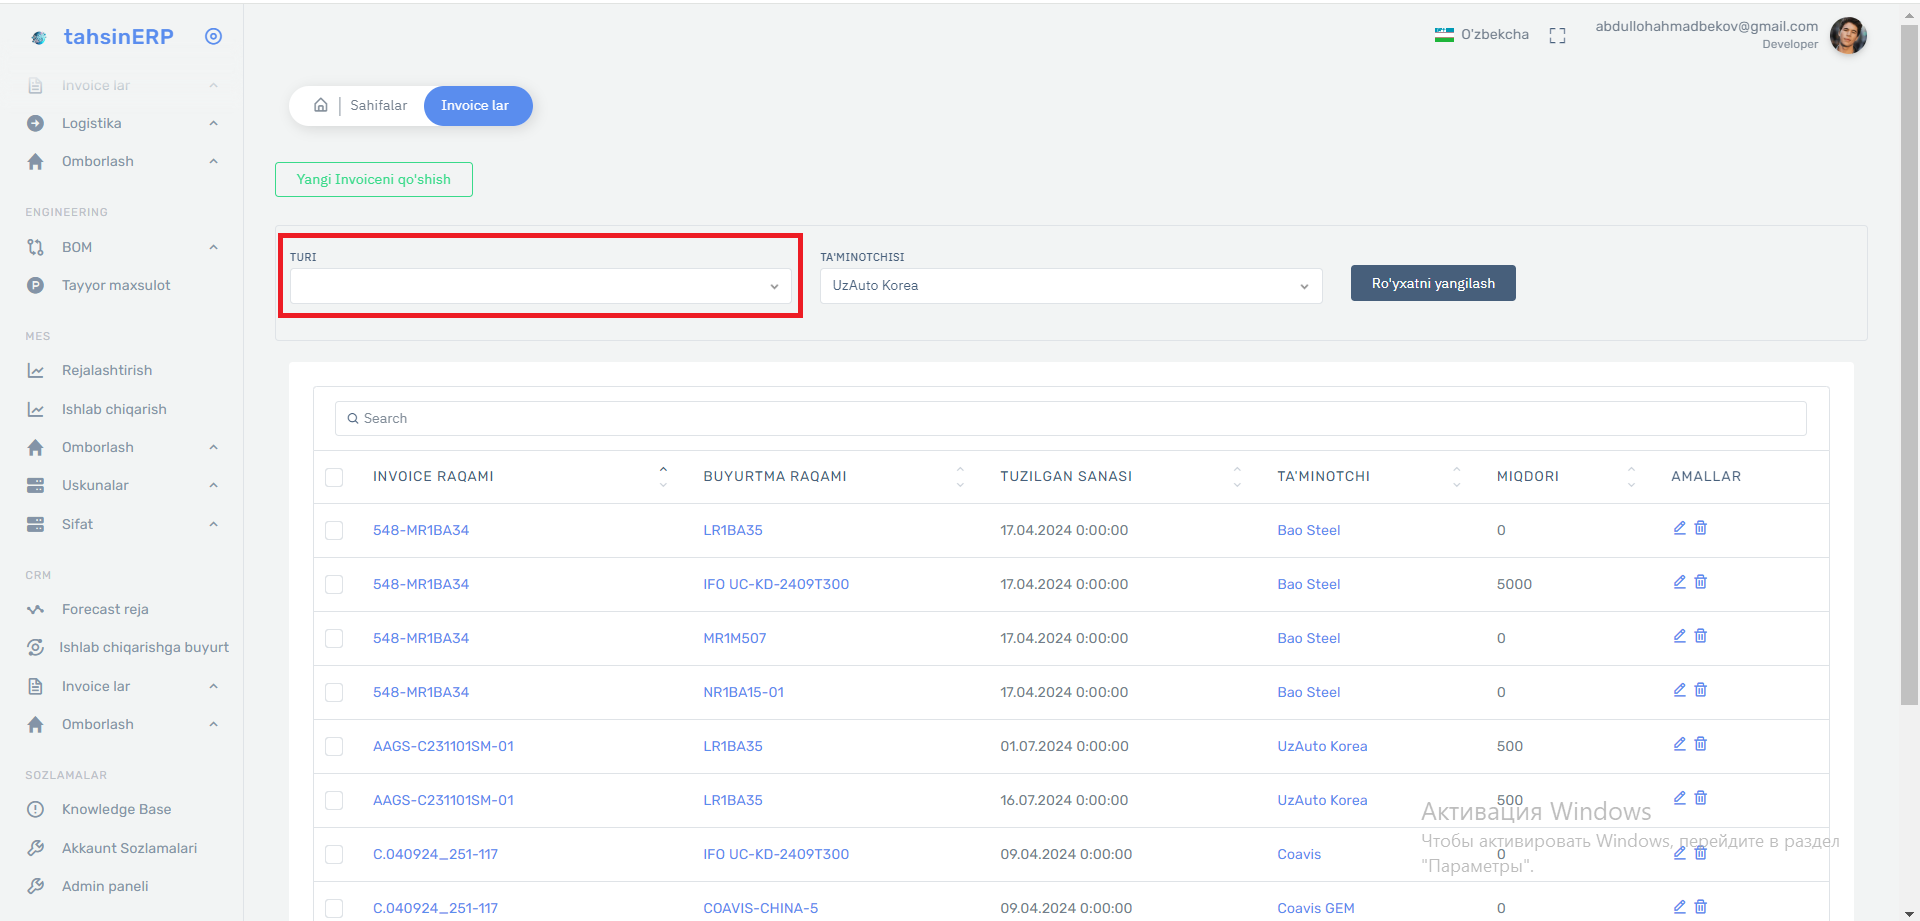 tahsinERP
Invoice lar
Logistika
Omborlash
ENGINEERING
BOM
Tayyor maxsulot
MES
Rejalashtirish
Ishlab chiqarish
Omborlash
Uskunalar
Sifat
CRM
Forecast reja
Ishlab chiqarishga buyurt
Invoice lar
Omborlash
SOZLAMALAR
Knowledge Base
Akkaunt Sozlamalari
Admin paneli
O'zbekcha
abdullohahmadbekov@gmail.com
Developer
Sahifalar
Invoice lar
Yangi Invoiceni qo'shish
TURI
TA'MINOTCHISI
UzAuto Korea
Ro'yxatni yangilash
Search
INVOICE RAQAMI BUYURTMA RAQAMI TUZILGAN SANASI TA'MINOTCHI MIQDORI AMALLAR
548-MR1BA34 LR1BA35 17.04.2024 0:00:00 Bao Steel 0
548-MR1BA34 IFO UC-KD-2409T300 17.04.2024 0:00:00 Bao Steel 5000
548-MR1BA34 MR1M507 17.04.2024 0:00:00 Bao Steel 0
548-MR1BA34 NR1BA15-01 17.04.2024 0:00:00 Bao Steel 0
AAGS-C231101SM-01 LR1BA35 01.07.2024 0:00:00 UzAuto Korea 500
AAGS-C231101SM-01 LR1BA35 16.07.2024 0:00:00 UzAuto Korea 500
C.040924_251-117 IFO UC-KD-2409T300 09.04.2024 0:00:00 Coavis 0
C.040924_251-117 COAVIS-CHINA-5 09.04.2024 0:00:00 Coavis GEM 0
Активация Windows
Чтобы активировать Windows, перейдите в раздел
"Параметры".